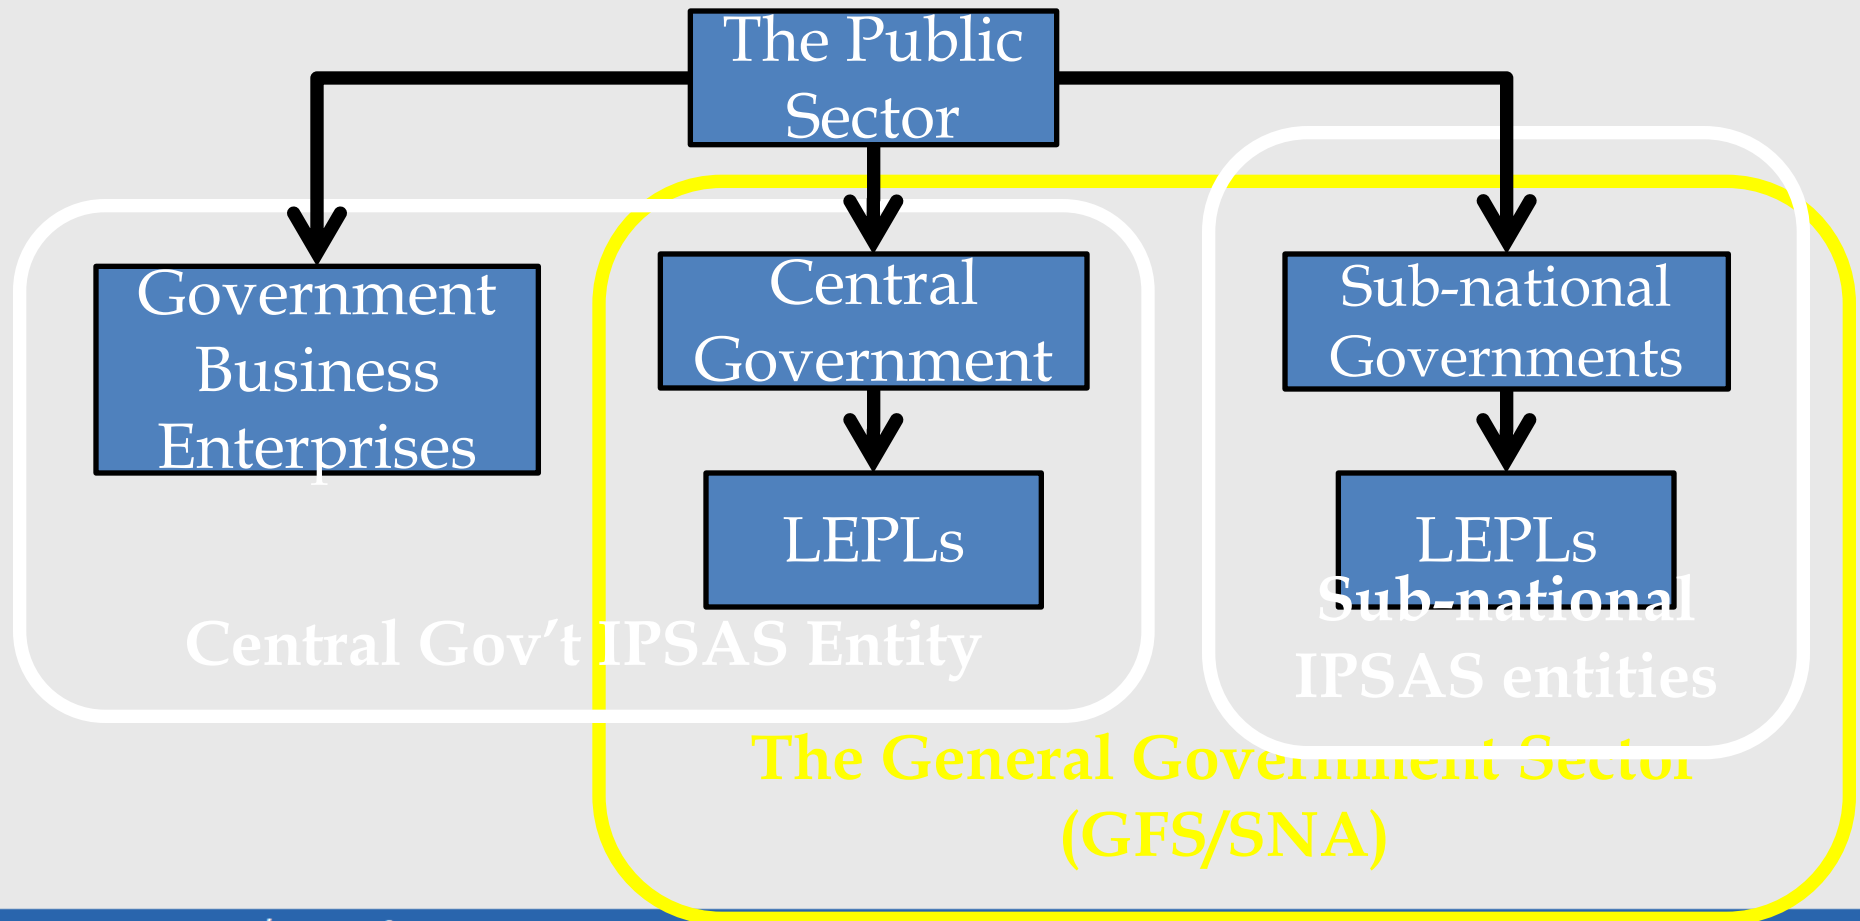 The Public
Sector
Government
Business
Enterprises
Central
Government
Sub-national
Governments
LEPLs
LEPLs
Central Gov’t IPSAS Entity
Sub-national
IPSAS entities
The General Government Sector
(GFS/SNA)